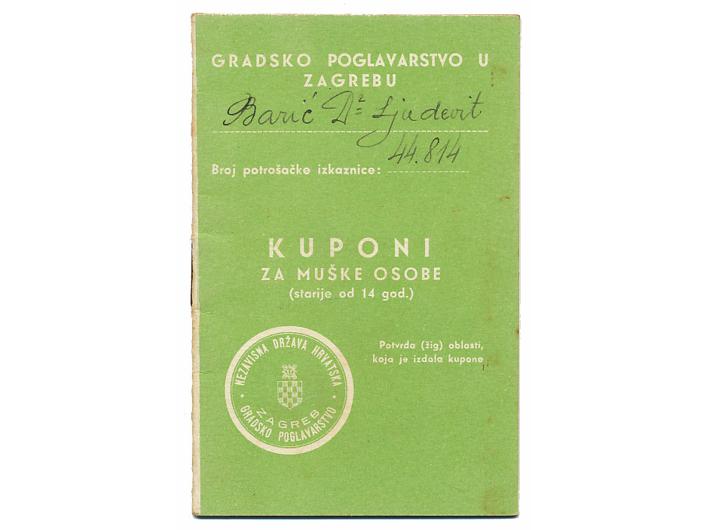 GRADSKO POGLAVARSTVO U
ZAGREBU
Barić Dr Ljudevit
44.814
Broj potrošačke izkaznice:
KUPONI
ZA MUŠKE OSOBE
(starije od 14 god.)
Potvrda (žig) oblasti,
koja je izdala kupone
NEZAVISNA DRŽAVA HRVATSKA
ZAGREB
GRADSKO POGLAVARSTVO